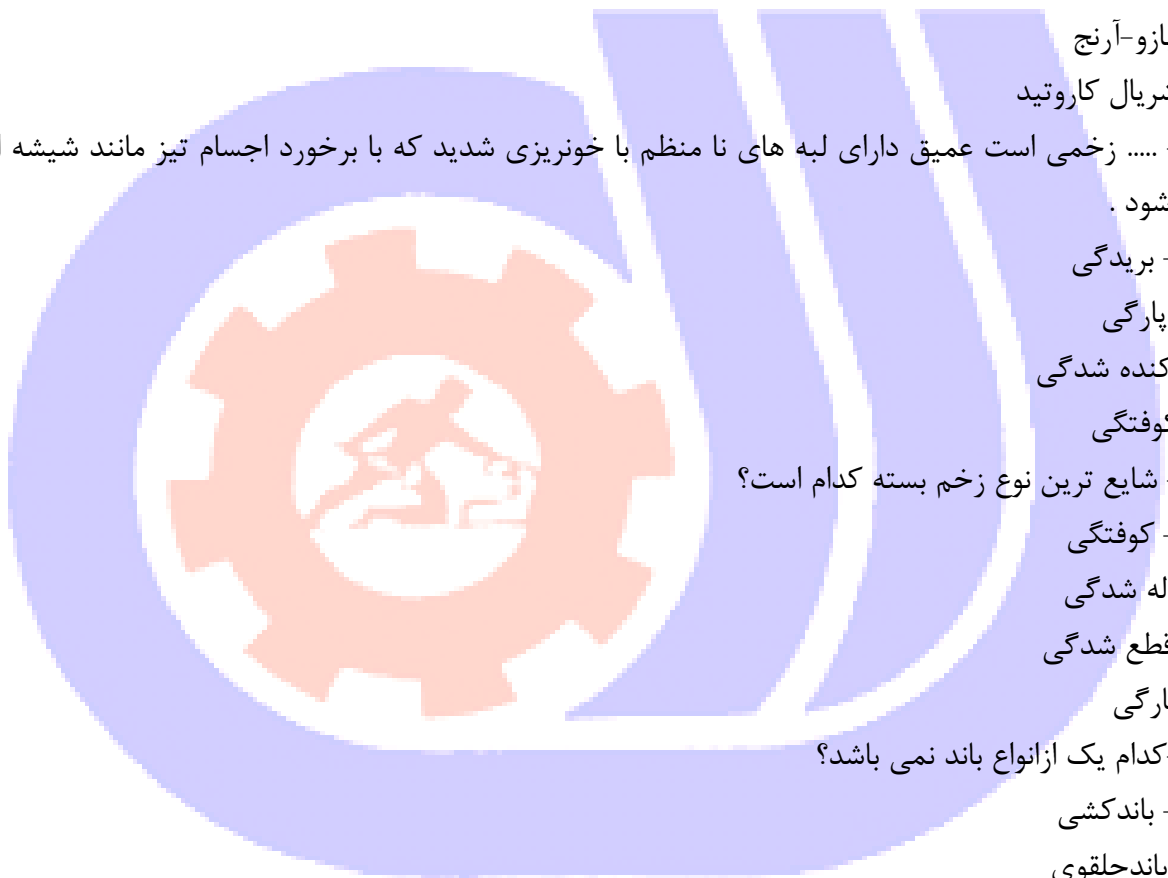 بازو-آرنج
شریال کاروتید
- ..... زخمی است عمیق دارای لبه های نا منظم با خونریزی شدید که با برخورد اجسام تیز مانند شیشه
شود .
- بریدگی
پارگی
کنده شدگی
کوفتگی
- شایع ترین نوع زخم بسته کدام است؟
- کوفتگی
له شدگی
قطع شدگی
پارگی
-کدام یک ازانواع باند نمی باشد؟
- باندکشی
باندحلقوی